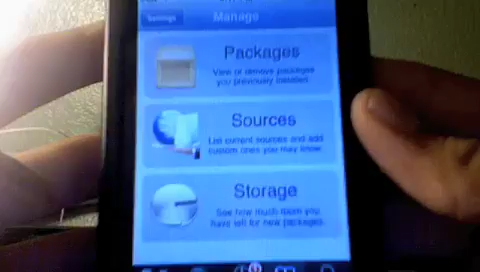 Settings
Manage
Packages
View or remove packages
you previously installed.
Sources
List current sources and add
custom ones you may know.
Storage
See how much room you
have left for new packages.